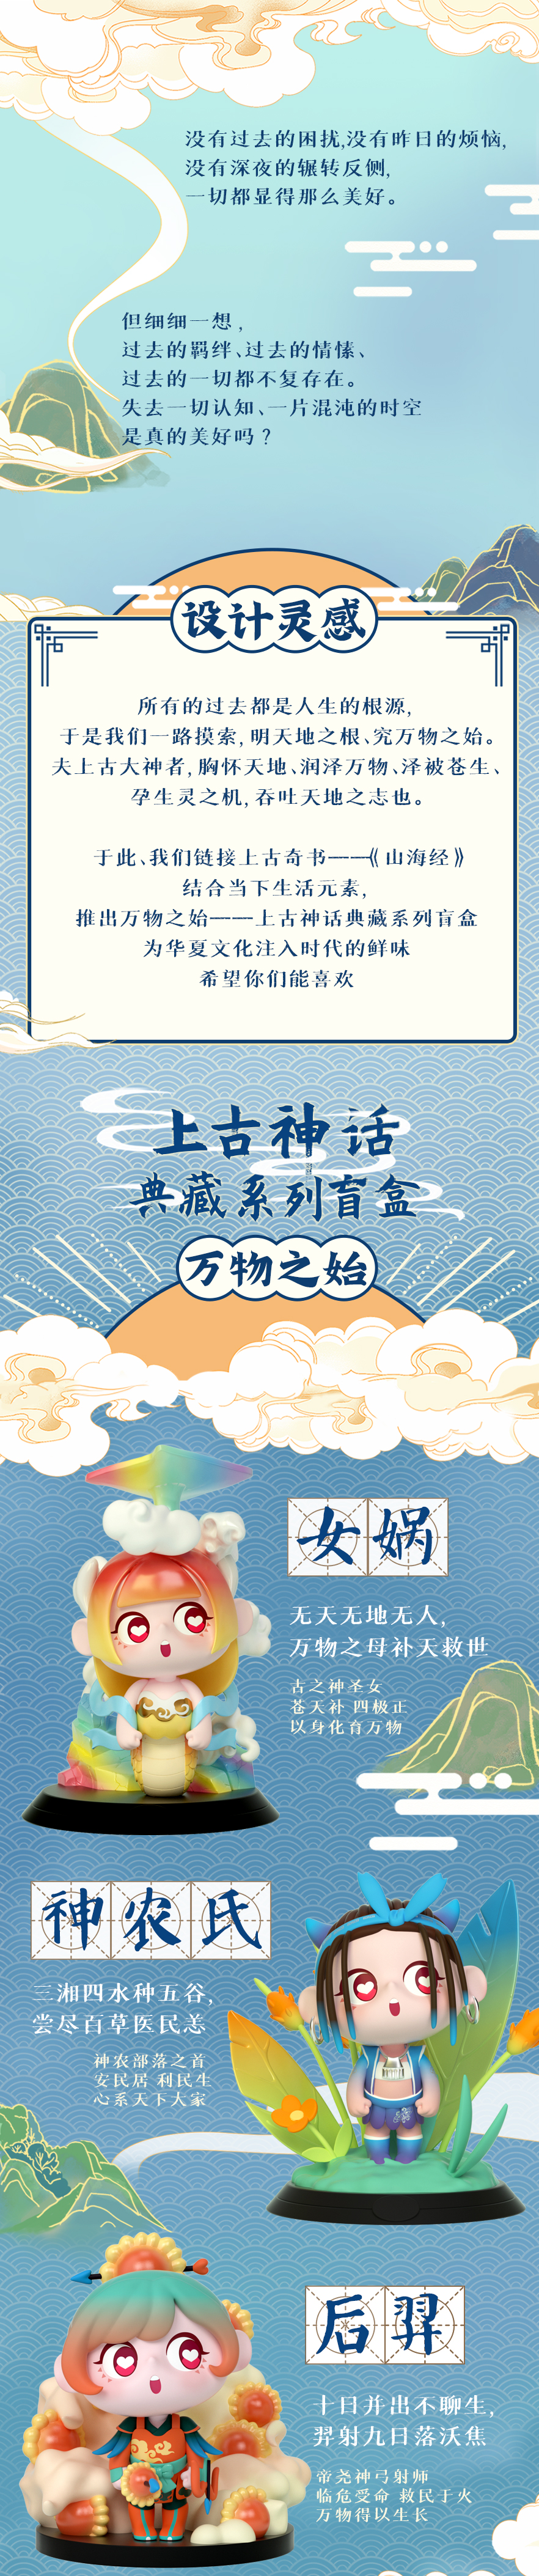 没有过去的困扰,没有昨日的烦恼,
没有深夜的辗转反侧,
一切都显得那么美好。
但细细一想,
过去的羁绊、过去的情愫、
过去的一切都不复存在。
失去一切认知、一片混沌的时空
是真的美好吗？
设计灵感
所有的过去都是人生的根源,
于是我们一路摸索,明天地之根、究万物之始。
夫上古大神者,胸怀天地、润泽万物、泽被苍生、
孕生灵之机,吞吐天地之志也。
于此、我们链接上古奇书——《山海经》
结合当下生活元素,
推出万物之始——上古神话典藏系列盲盒
为华夏文化注入时代的鲜味
希望你们能喜欢
上古神话
典藏系列盲盒
万物之始
女娲
无天无地无人,
万物之母补天救世
古之神圣女
苍天补 四极正
以身化育万物
神农氏
三湘四水种五谷,
尝尽百草医民恙
神农部落之首
安民居 利民生
心系天下大家
后羿
十日并出不聊生,
羿射九日落沃焦
帝尧神弓射师
临危受命 救民于火
万物得以生长